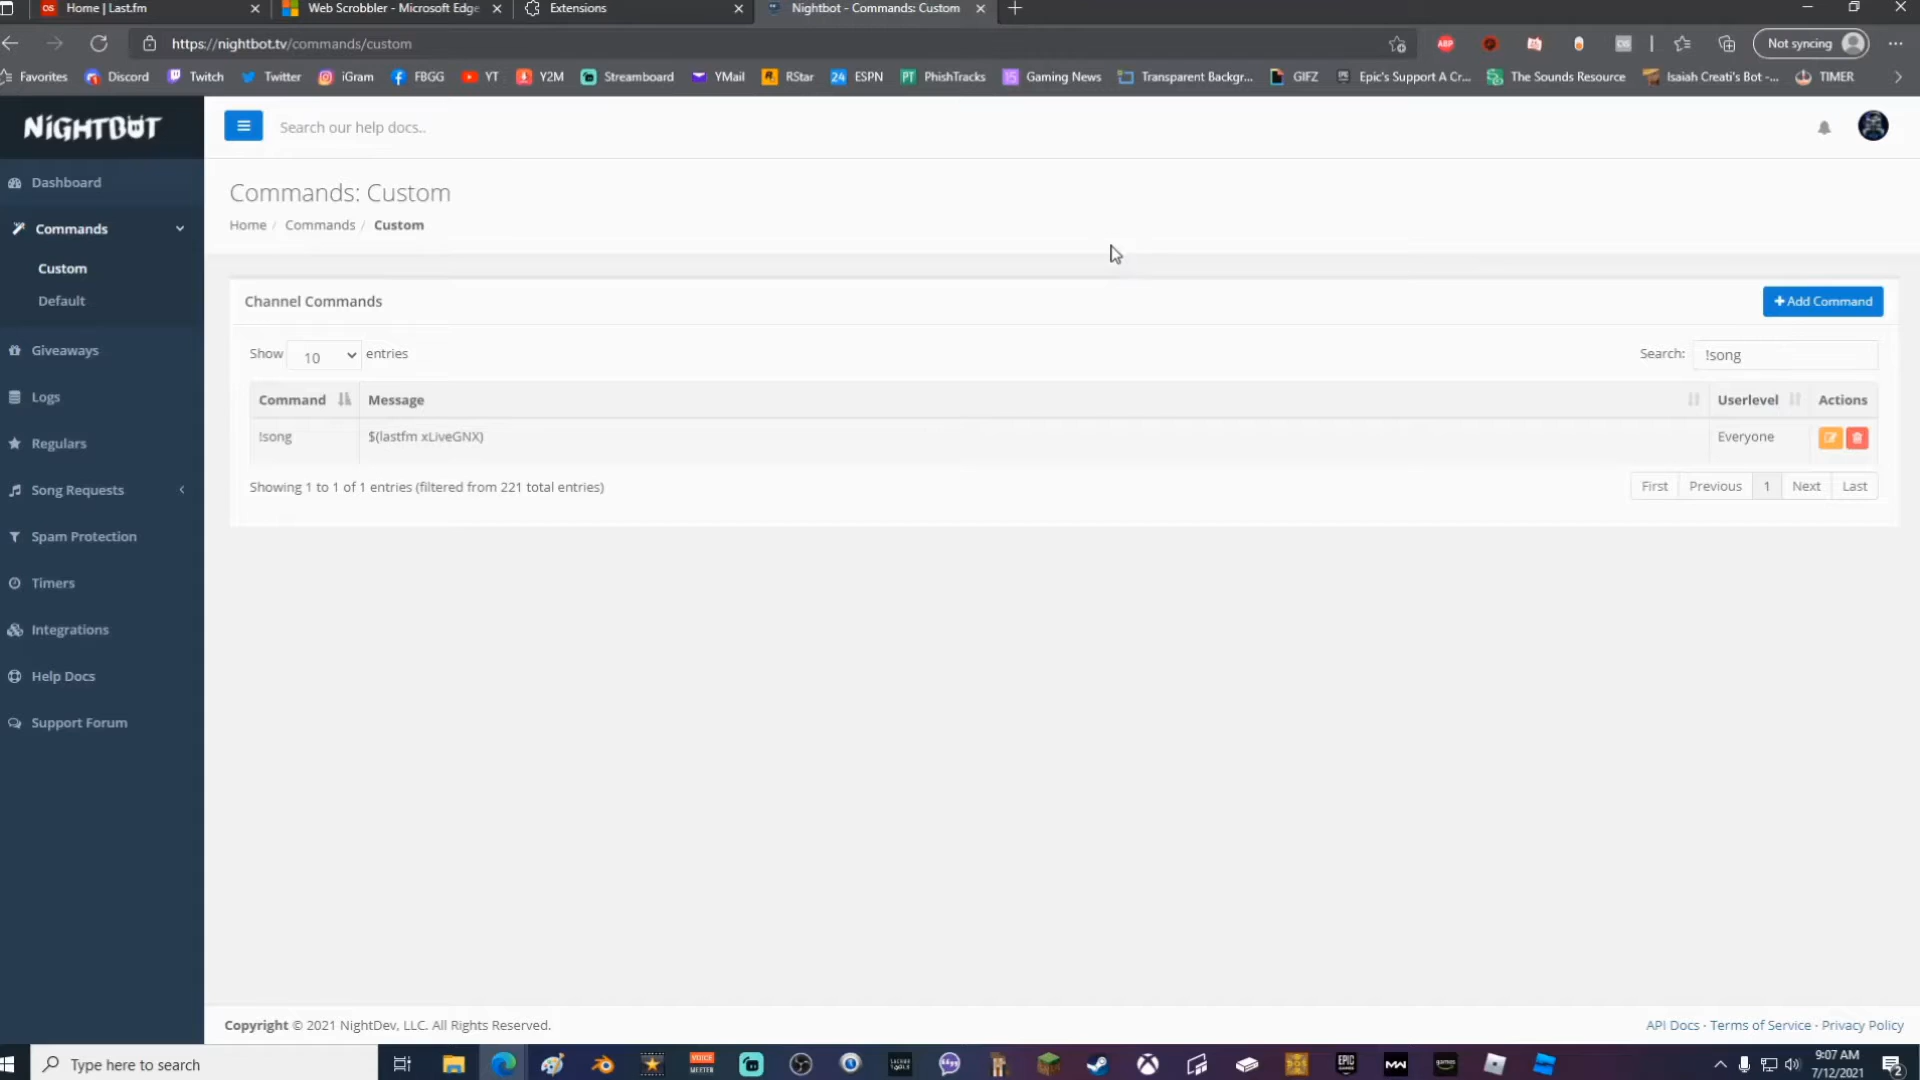 Home | Last.fm
Web Scrobbler - Microsoft Edge
Extensions
Nightbot - Commands: Custom
https://nightbot.tv/commands/custom
ABP
Not syncing
Favorites
Discord
Twitch
Twitter
iGram
FBGG
YT
Y2M
Streamboard
YMail
RStar
24 ESPN
PT PhishTracks
Gaming News
Transparent Backgr...
GIFZ
Epic's Support A Cr...
The Sounds Resource
Isaiah Creati's Bot -...
TIMER
NIGHTBOT
Search our help docs..
Dashboard
Commands
Custom
Default
Giveaways
Logs
Regulars
Song Requests
Spam Protection
Timers
Integrations
Help Docs
Support Forum
Commands: Custom
Home / Commands / Custom
Channel Commands
Add Command
Show 10 entries
Search: !song
Command Message Userlevel Actions
!song $(lastfm xLiveGNX) Everyone
Showing 1 to 1 of 1 entries (filtered from 221 total entries)
First Previous 1 Next Last
Copyright © 2021 NightDev, LLC. All Rights Reserved.
API Docs · Terms of Service · Privacy Policy
Type here to search
9:07 AM
7/12/2021
2